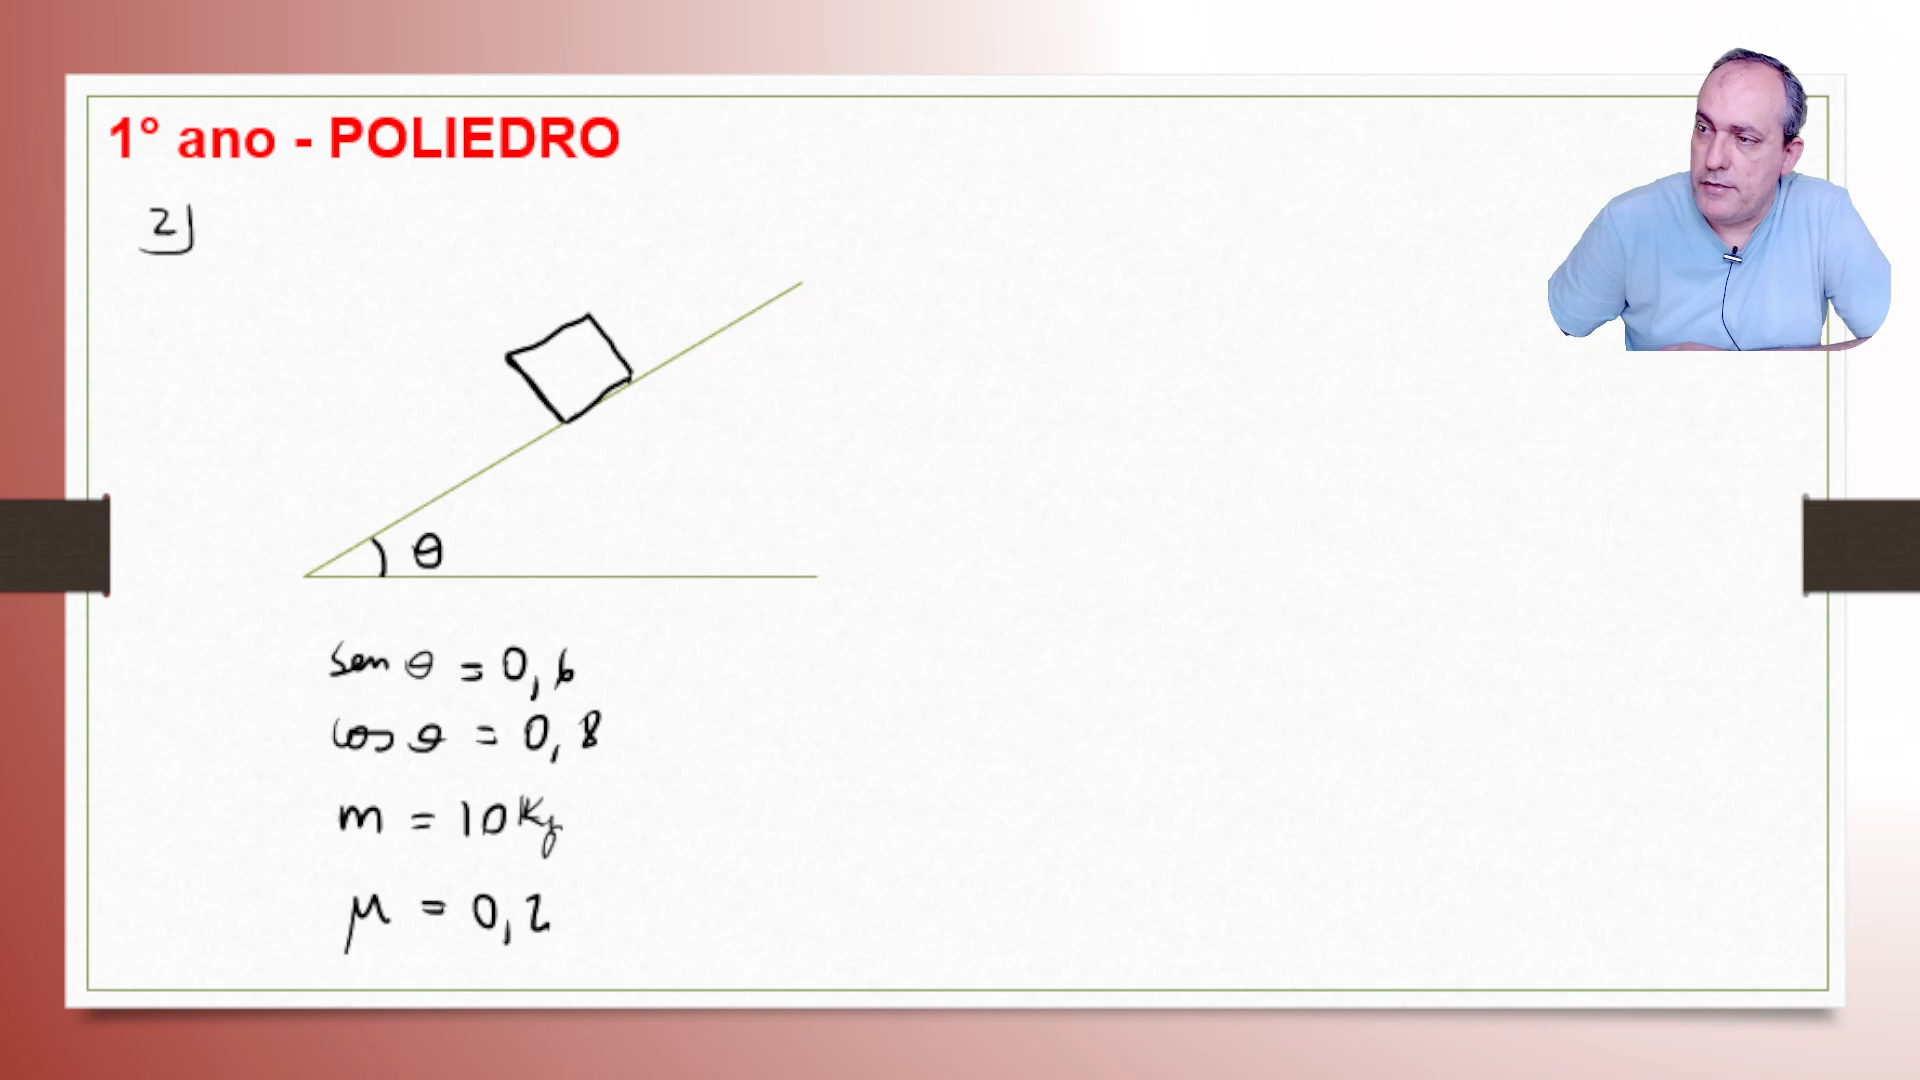 1° ano - POLIEDRO
2)
θ
sen θ = 0,6
cos θ = 0,8
m = 10 Kg
μ = 0,2